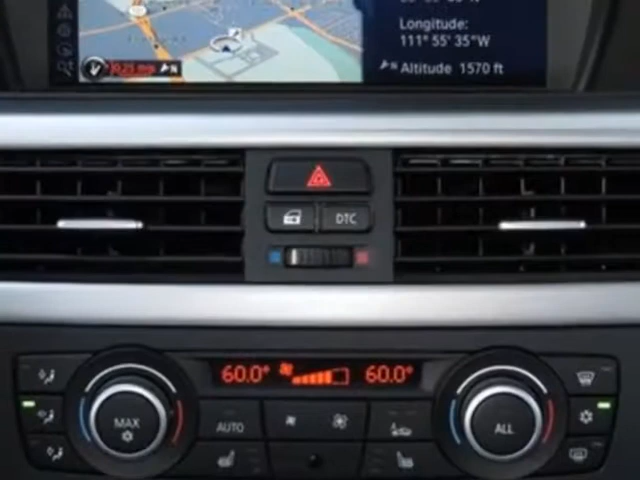 Longitude:
111° 55' 35"W
Altitude 1570 ft
DTC
60.0° 60.0°
MAX
AUTO
ALL